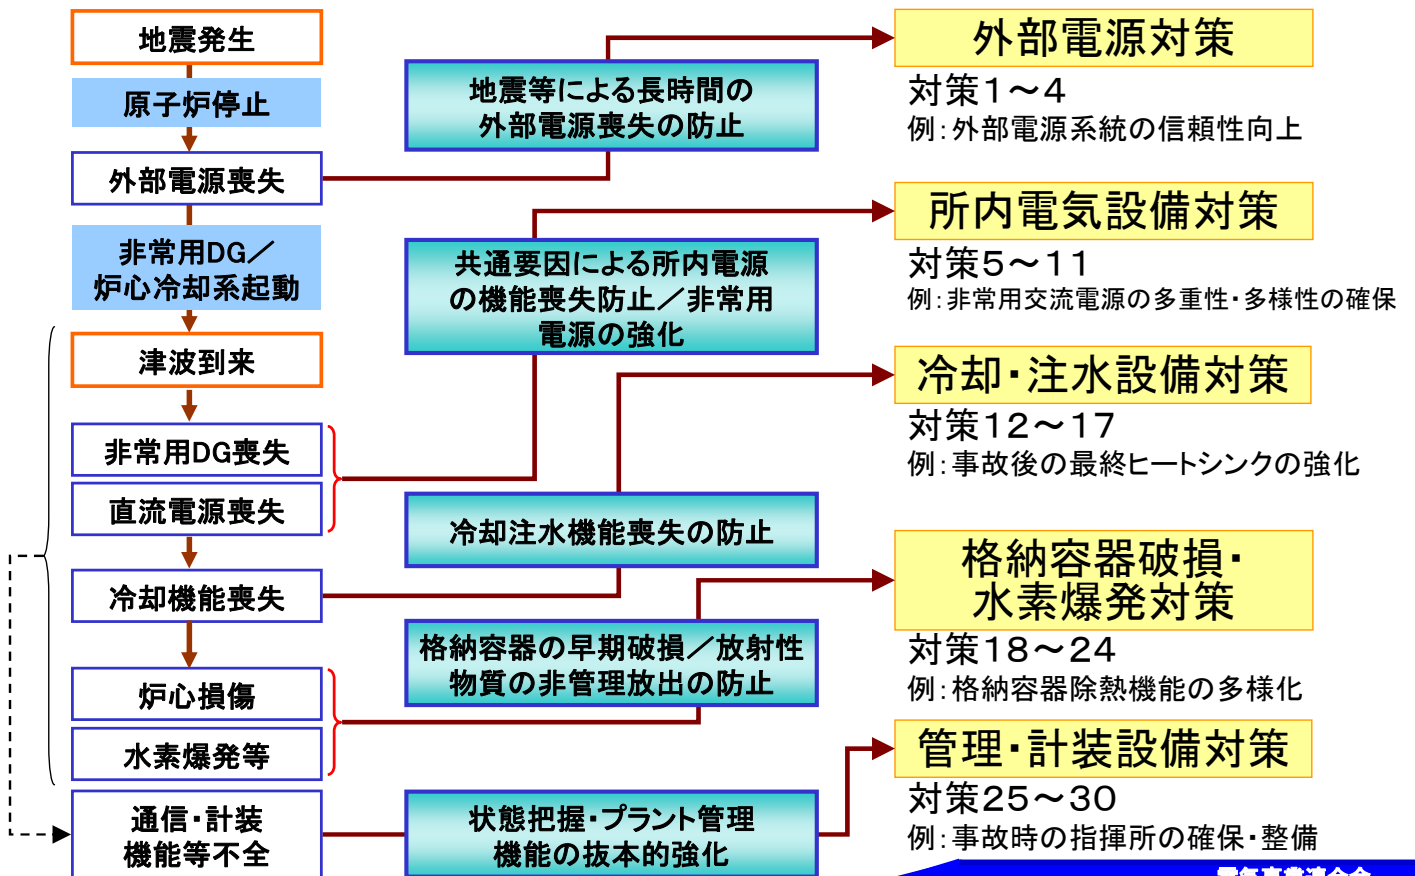 地震発生
原子炉停止
外部電源喪失
非常用DG／
炉心冷却系起動
津波到来
非常用DG喪失
直流電源喪失
冷却機能喪失
炉心損傷
水素爆発等
通信・計装
機能等不全
地震等による長時間の
外部電源喪失の防止
共通要因による所内電源
の機能喪失防止／非常用
電源の強化
冷却注水機能喪失の防止
格納容器の早期破損／放射性
物質の非管理放出の防止
状態把握・プラント管理
機能の抜本的強化
外部電源対策
対策１～４
例：外部電源系統の信頼性向上
所内電気設備対策
対策５～１１
例：非常用交流電源の多重性・多様性の確保
冷却・注水設備対策
対策１２～１７
例：事故後の最終ヒートシンクの強化
格納容器破損・
水素爆発対策
対策１８～２４
例：格納容器除熱機能の多様化
管理・計装設備対策
対策２５～３０
例：事故時の指揮所の確保・整備
電気事業連合会